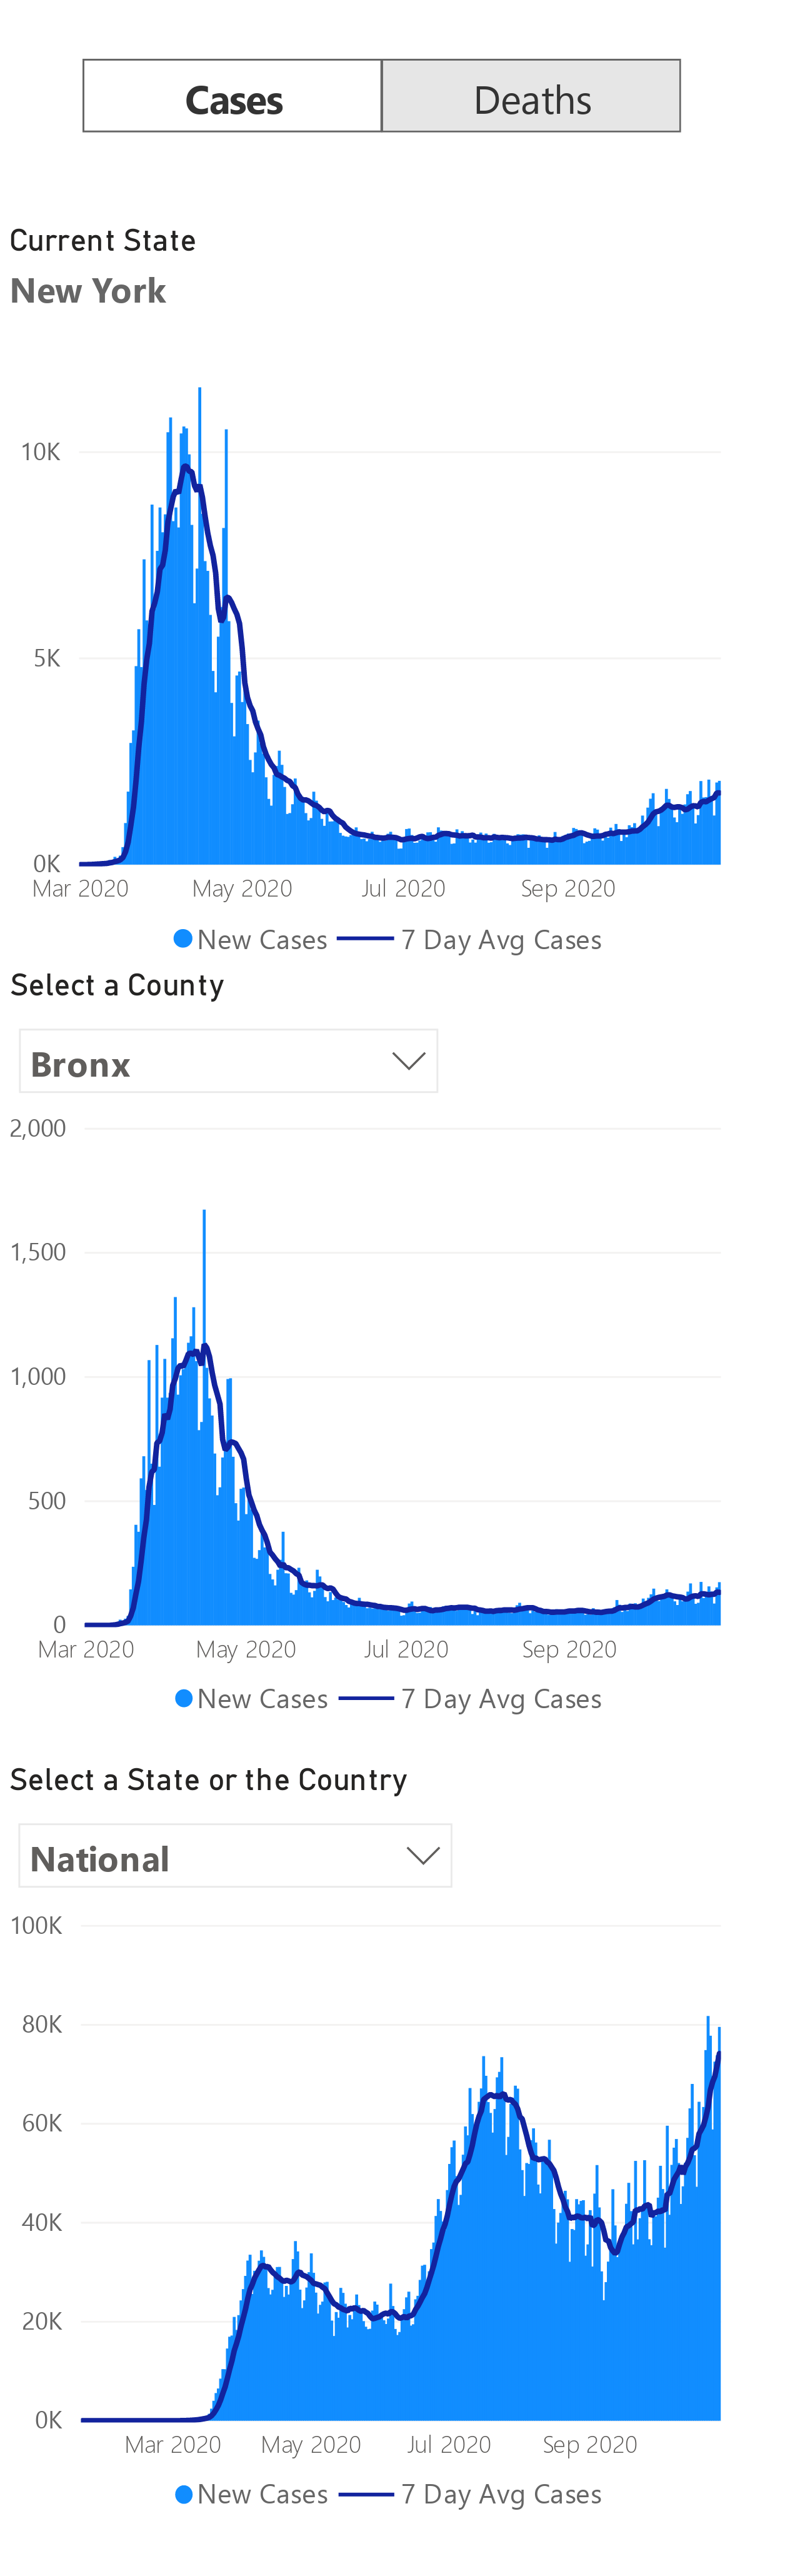 Cases Deaths
Current State
New York
10K
5K
0K
Mar 2020 May 2020 Jul 2020 Sep 2020
New Cases 7 Day Avg Cases
Select a County
Bronx
2,000
1,500
1,000
500
0
Mar 2020 May 2020 Jul 2020 Sep 2020
New Cases 7 Day Avg Cases
Select a State or the Country
National
100K
80K
60K
40K
20K
0K
Mar 2020 May 2020 Jul 2020 Sep 2020
New Cases 7 Day Avg Cases